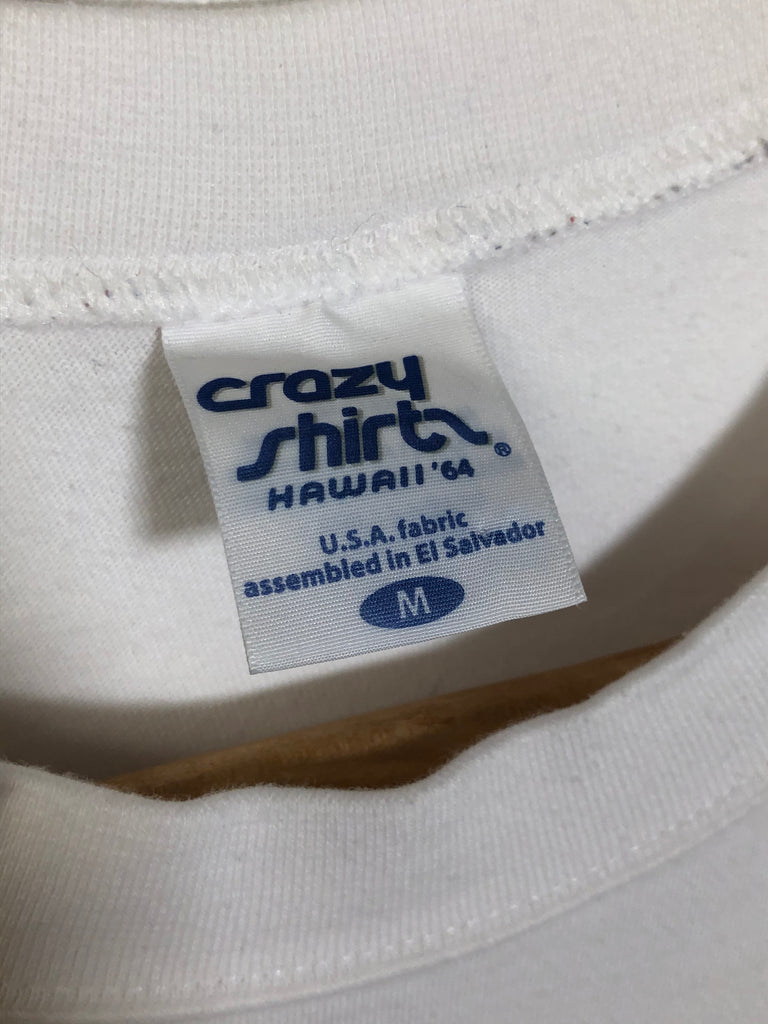 crazy
shirts®
HAWAII '64
U.S.A. fabric
assembled in El Salvador
M